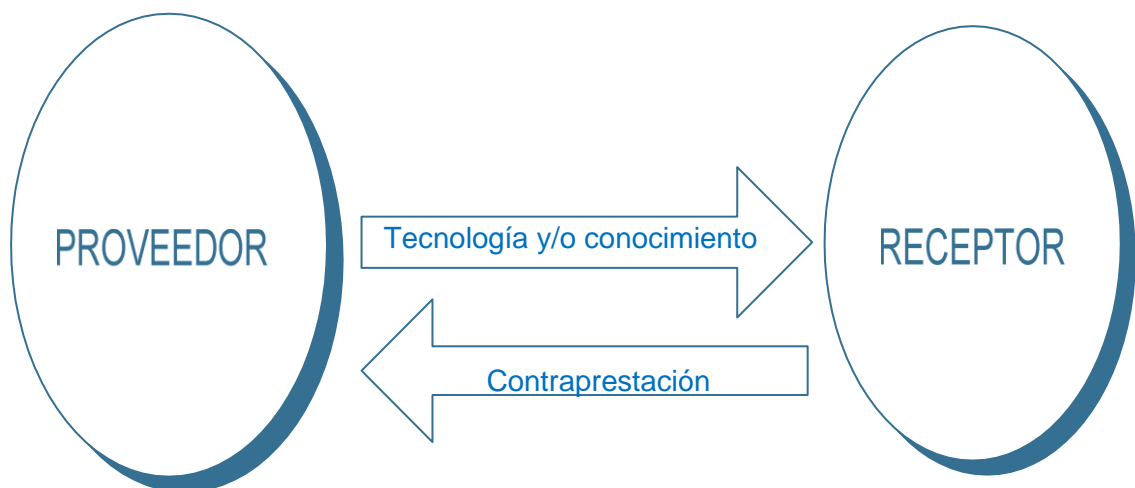 PROVEEDOR
Tecnología y/o conocimiento
RECEPTOR
Contraprestación